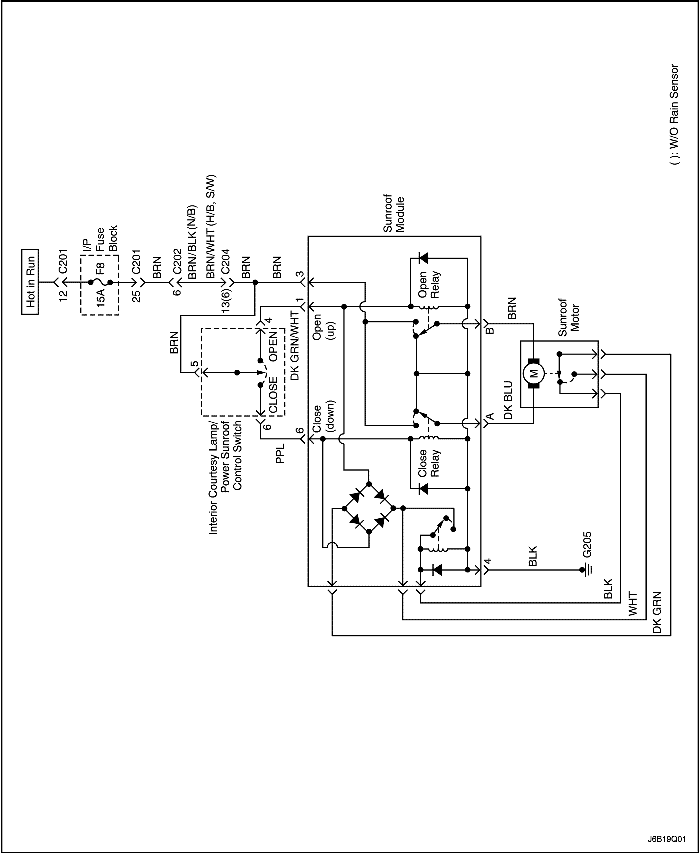 Hot in Run
12
C201
I/P
Fuse
Block
F8
15A
25
C201
BRN
6
C202
BRN/BLK (N/B)
BRN/WHT (H/B, S/W)
13(6)
C204
BRN
BRN
BRN
3
5
4
OPEN
CLOSE
6
Interior Courtesy Lamp/
Power Sunroof
Control Switch
DK GRN/WHT
1
PPL
6
Sunroof
Module
Open
(up)
Close
(down)
Open
Relay
Close
Relay
B
BRN
A
DK BLU
Sunroof
Motor
M
4
BLK
G205
BLK
WHT
DK GRN
( ): W/O Rain Sensor
J6B19Q01